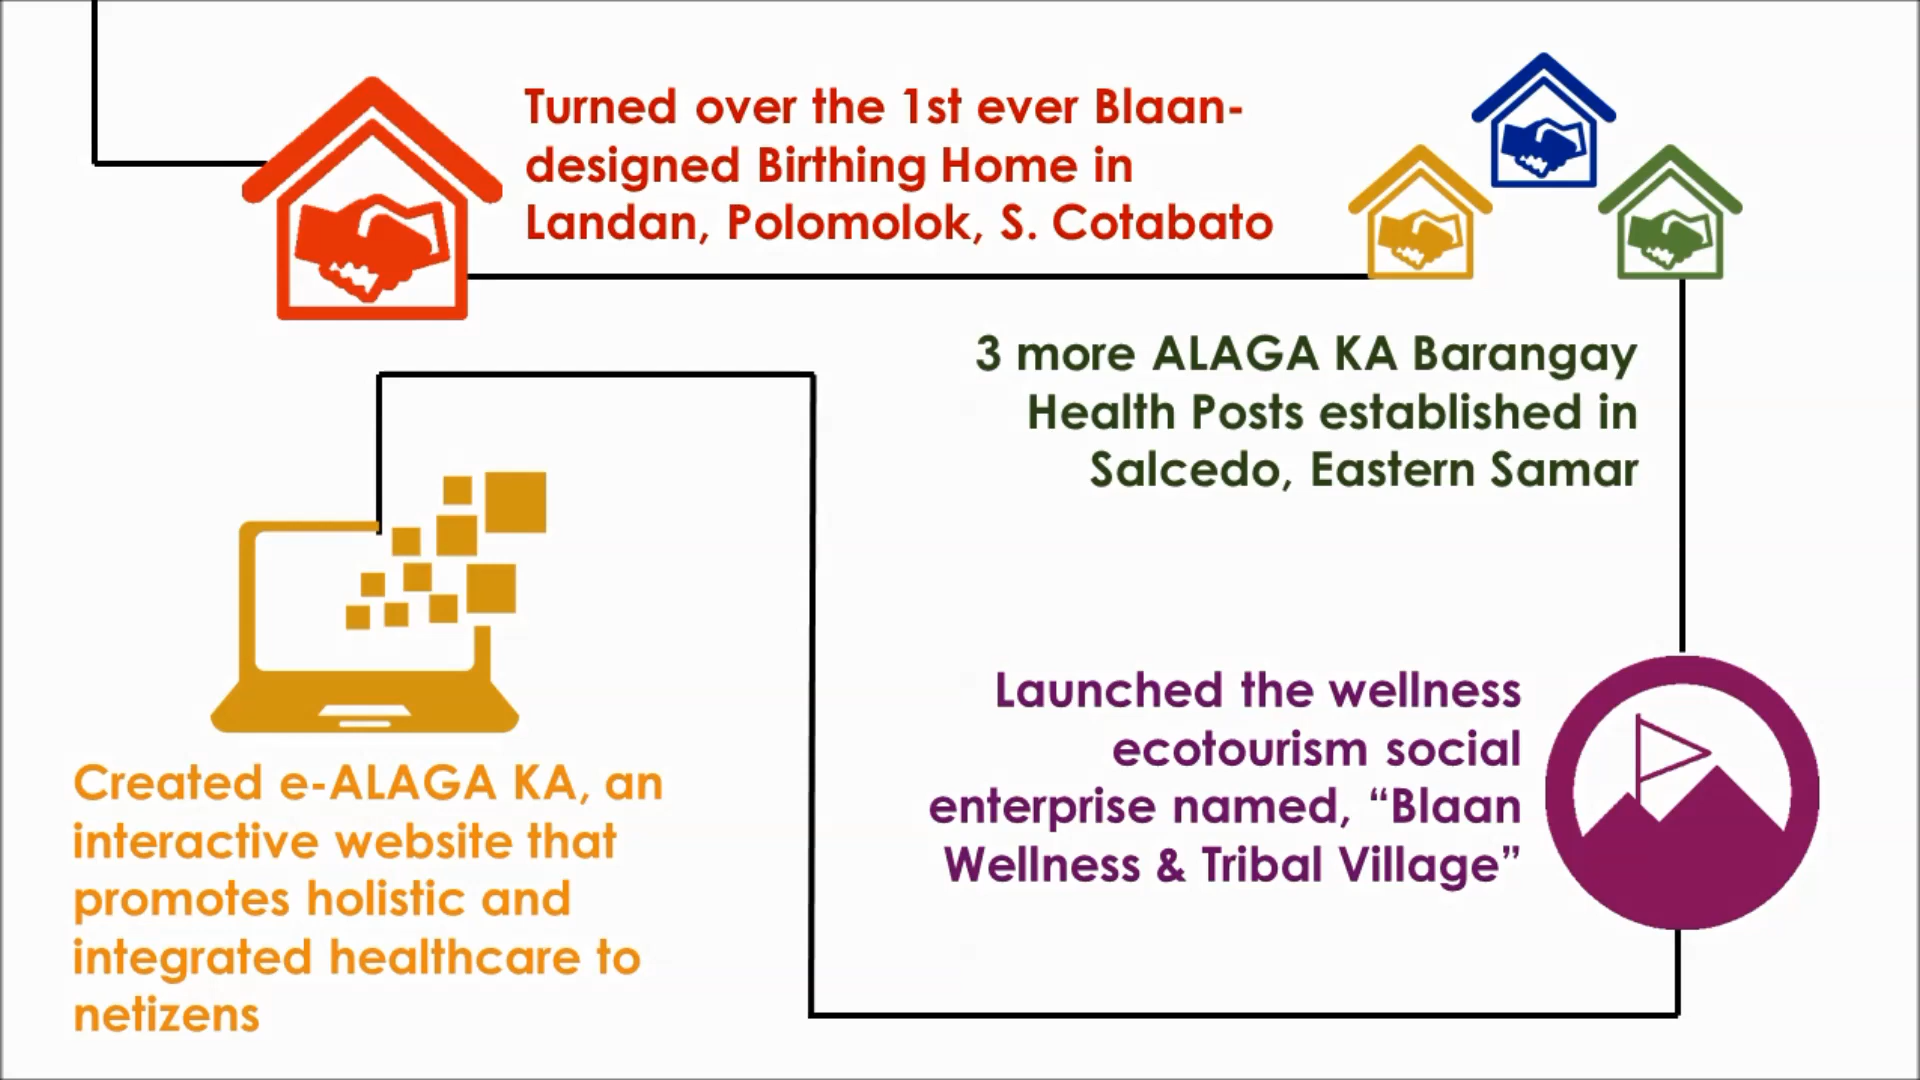 Turned over the 1st ever Blaan-
designed Birthing Home in
Landan, Polomolok, S. Cotabato
3 more ALAGA KA Barangay
Health Posts established in
Salcedo, Eastern Samar
Launched the wellness
ecotourism social
enterprise named, “Blaan
Wellness & Tribal Village”
Created e-ALAGA KA, an
interactive website that
promotes holistic and
integrated healthcare to
netizens